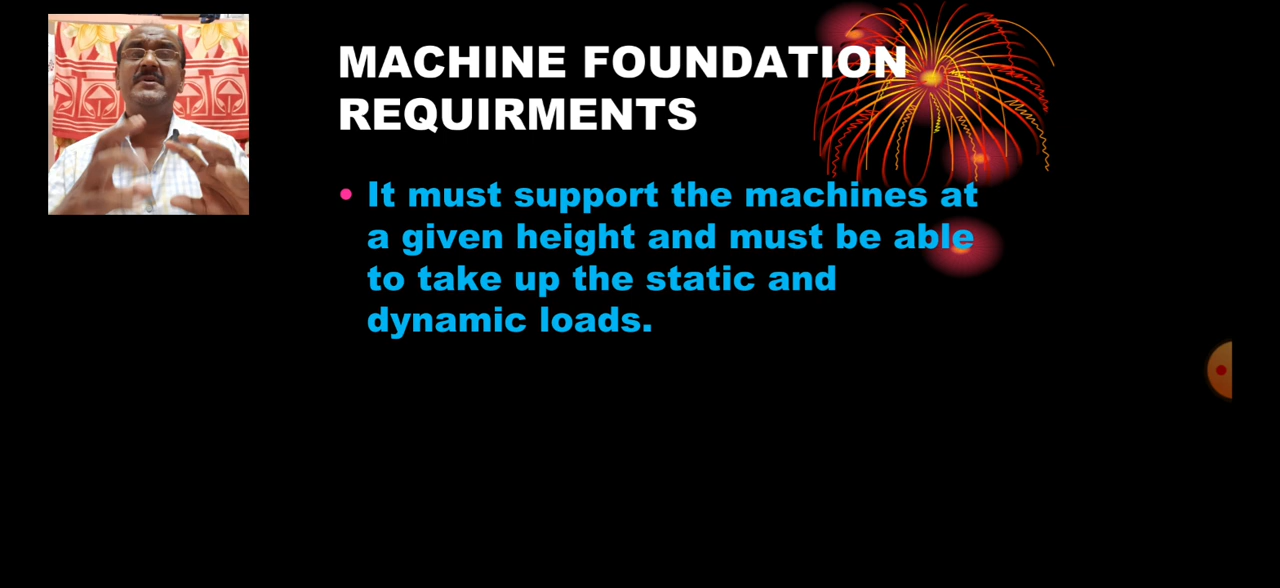 MACHINE FOUNDATION
REQUIRMENTS
• It must support the machines at
a given height and must be able
to take up the static and
dynamic loads.